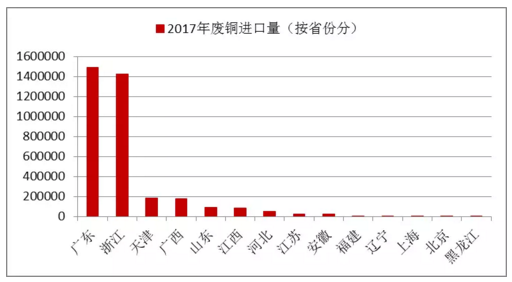 2017年废铜进口量（按省份分）
1600000
1400000
1200000
1000000
800000
600000
400000
200000
0
广东
浙江
天津
广西
山东
江西
河北
江苏
安徽
福建
辽宁
上海
北京
黑龙江